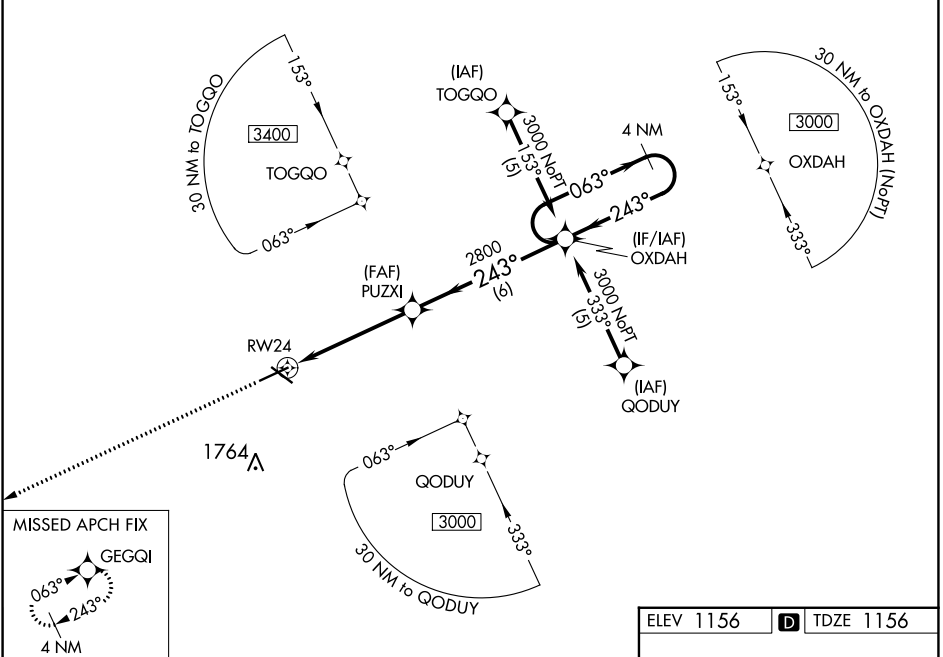 30 NM to TOGQO
153°
3400
TOGQO
063°
(IAF)
TOGQO
3000 NoPT
153°
(5)
4 NM
063°
243°
(IF/IAF)
OXDAH
30 NM to OXDAH (NoPT)
153°
3000
OXDAH
333°
2800
243°
(6)
(FAF)
PUZXI
3000 NoPT
333°
(5)
(IAF)
QODUY
RW24
1764
063°
QODUY
3000
333°
30 NM to QODUY
MISSED APCH FIX
GEGQI
063°
243°
4 NM
ELEV 1156
D
TDZE 1156